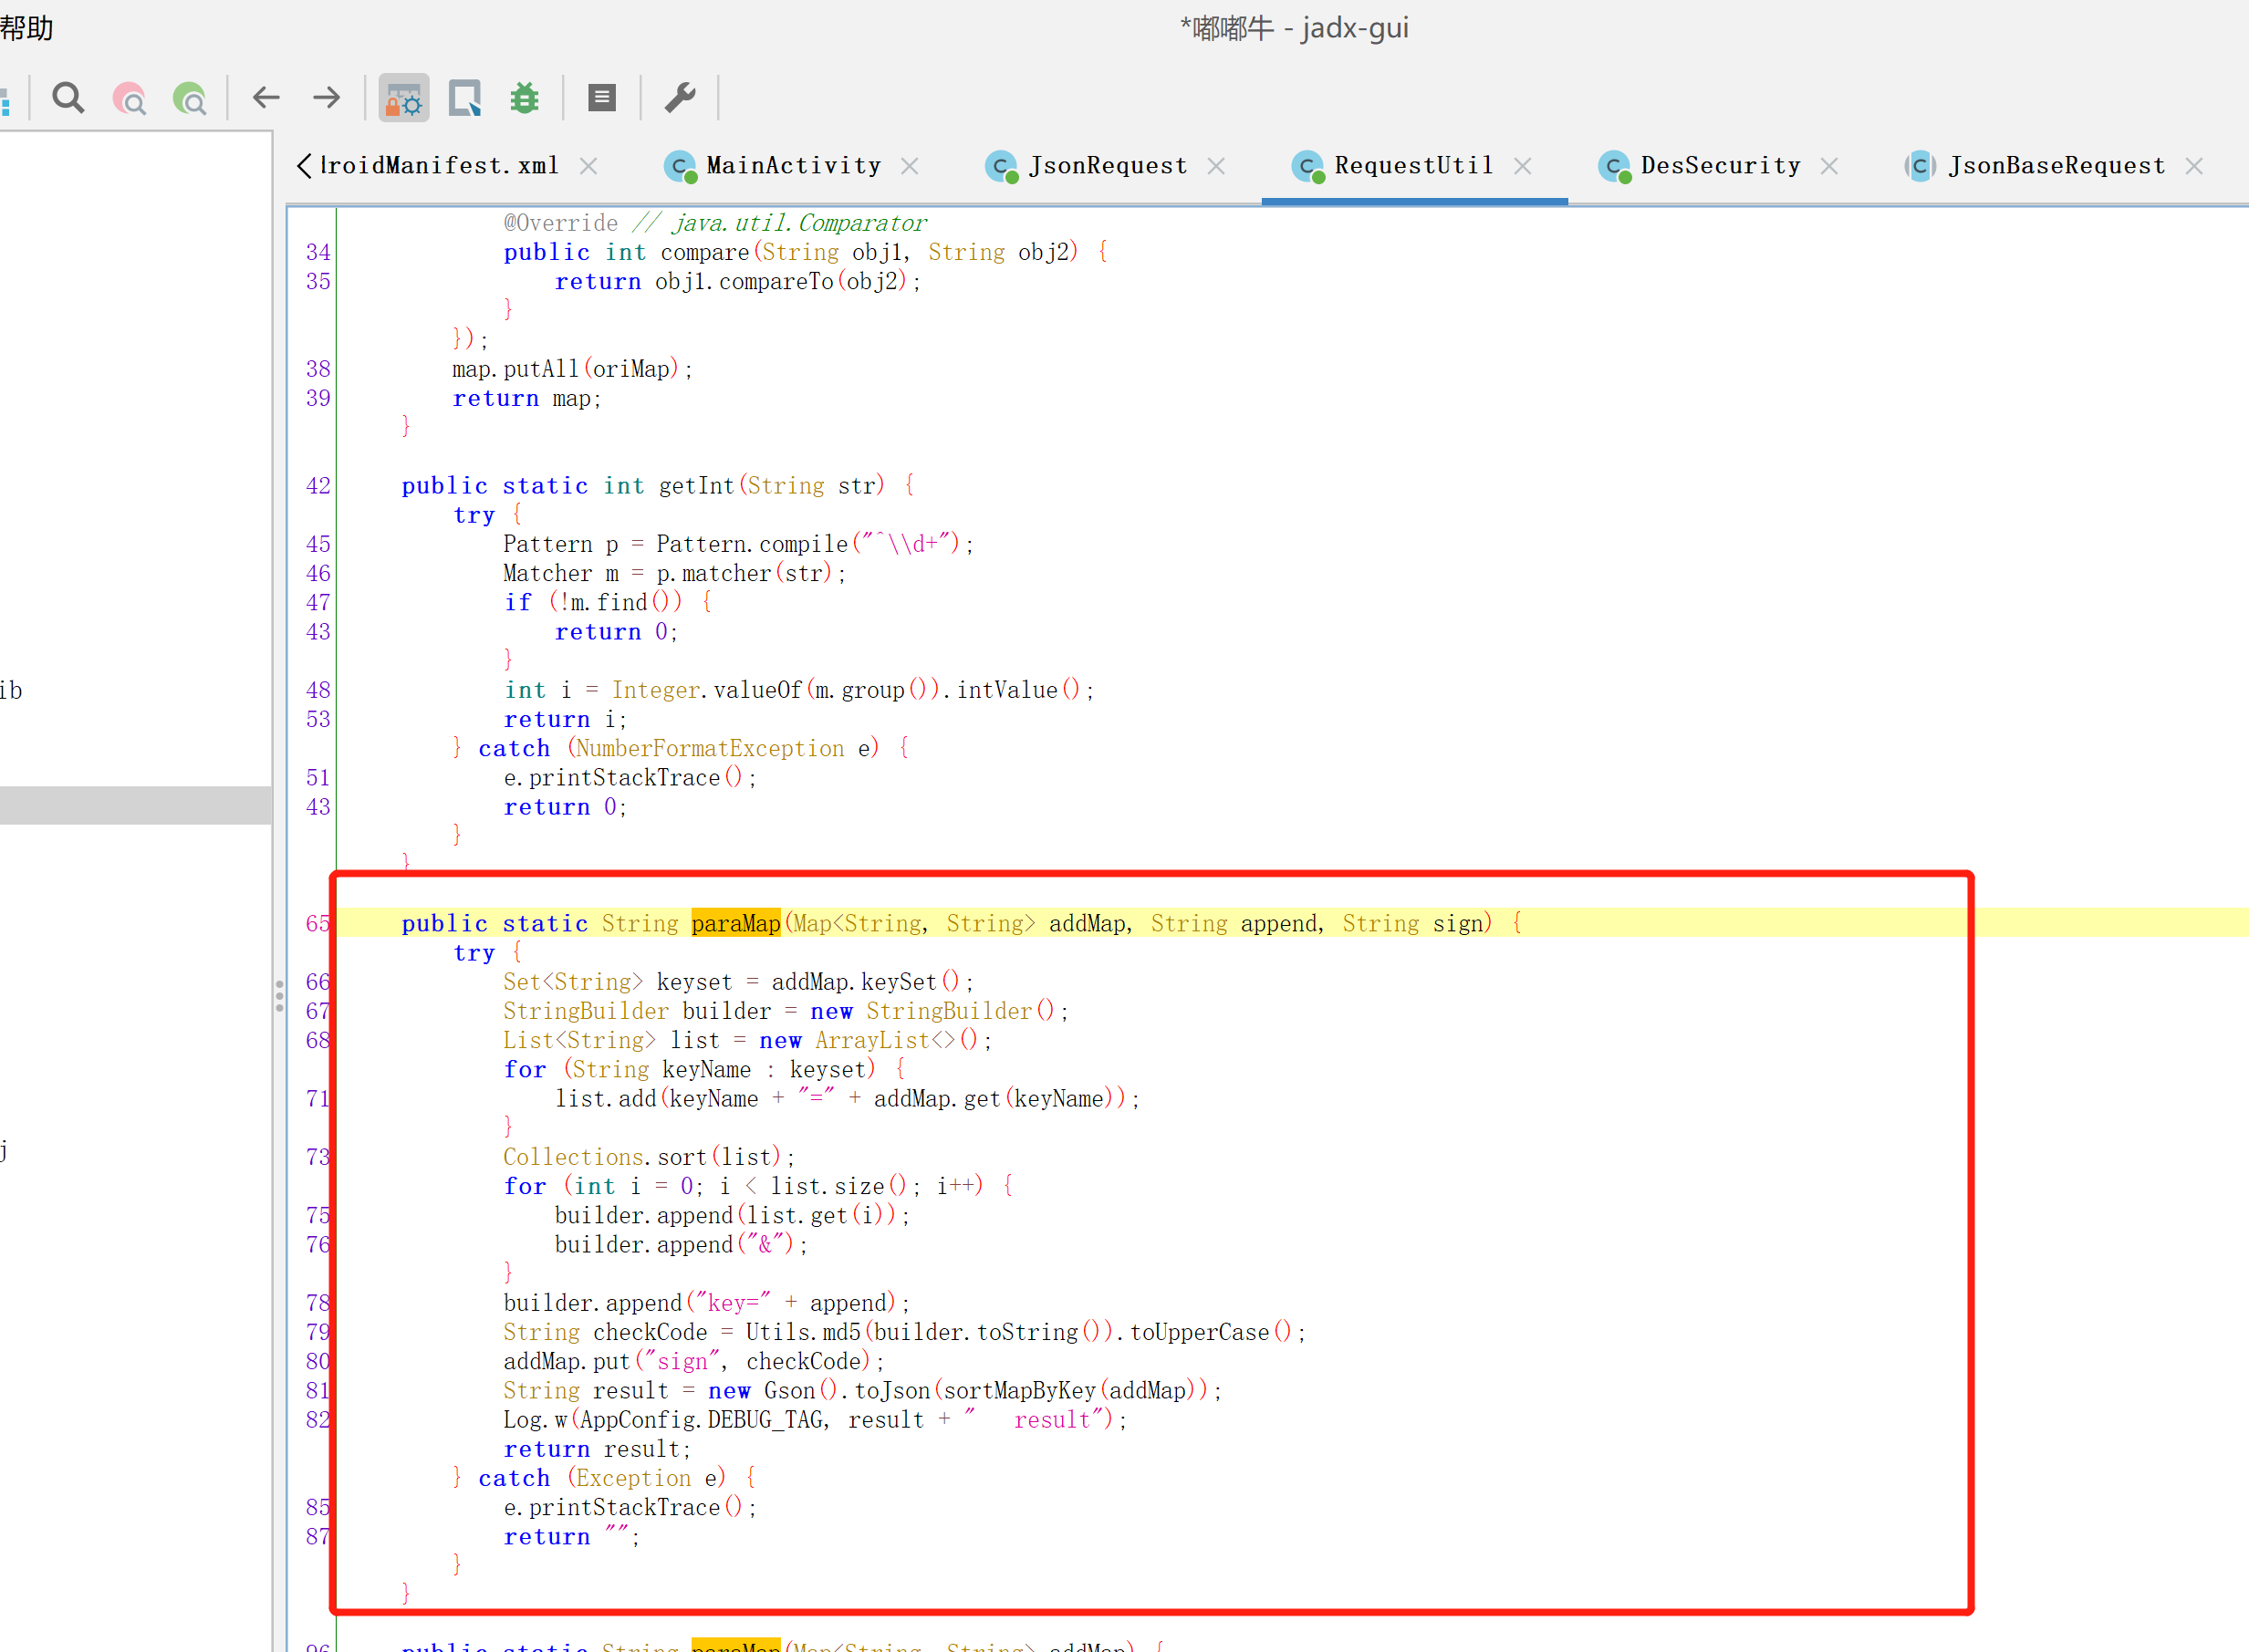 帮助
*嘟嘟牛 - jadx-gui
AndroidManifest.xml MainActivity JsonRequest RequestUtil DesSecurity JsonBaseRequest
@Override // java.util.Comparator
34 public int compare(String obj1, String obj2) {
35 return obj1.compareTo(obj2);
}
});
38 map.putAll(oriMap);
39 return map;
}
42 public static int getInt(String str) {
try {
45 Pattern p = Pattern.compile("^\\d+");
46 Matcher m = p.matcher(str);
47 if (!m.find()) {
43 return 0;
}
48 int i = Integer.valueOf(m.group()).intValue();
53 return i;
} catch (NumberFormatException e) {
51 e.printStackTrace();
43 return 0;
}
}
65 public static String paraMap(Map<String, String> addMap, String append, String sign) {
try {
66 Set<String> keyset = addMap.keySet();
67 StringBuilder builder = new StringBuilder();
68 List<String> list = new ArrayList<>();
for (String keyName : keyset) {
71 list.add(keyName + "=" + addMap.get(keyName));
}
73 Collections.sort(list);
for (int i = 0; i < list.size(); i++) {
75 builder.append(list.get(i));
76 builder.append("&");
}
78 builder.append("key=" + append);
79 String checkCode = Utils.md5(builder.toString()).toUpperCase();
80 addMap.put("sign", checkCode);
81 String result = new Gson().toJson(sortMapByKey(addMap));
82 Log.w(AppConfig.DEBUG_TAG, result + "   result");
return result;
} catch (Exception e) {
85 e.printStackTrace();
87 return "";
}
}
96 public static String paraMap(Map<String, String> addMap) {
ib
j